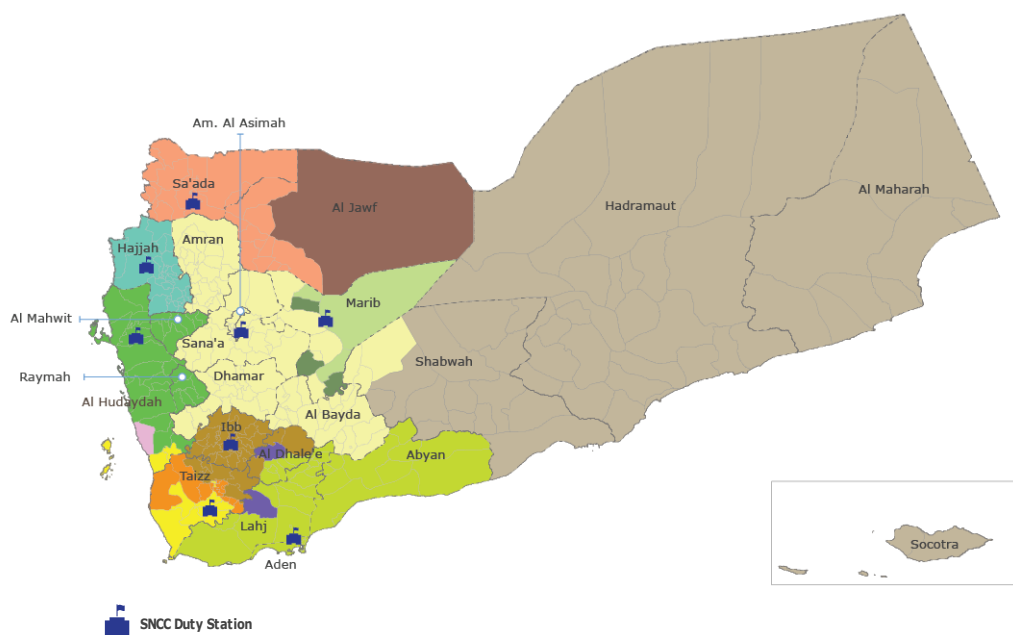 Am. Al Asimah
Sa'ada
Al Jawf
Hadramaut
Al Maharah
Hajjah
Amran
Marib
Al Mahwit
Sana'a
Shabwah
Raymah
Dhamar
Al Hudaydah
Al Bayda
Ibb
Al Dhale'e
Abyan
Taizz
Lahj
Aden
Socotra
SNCC Duty Station